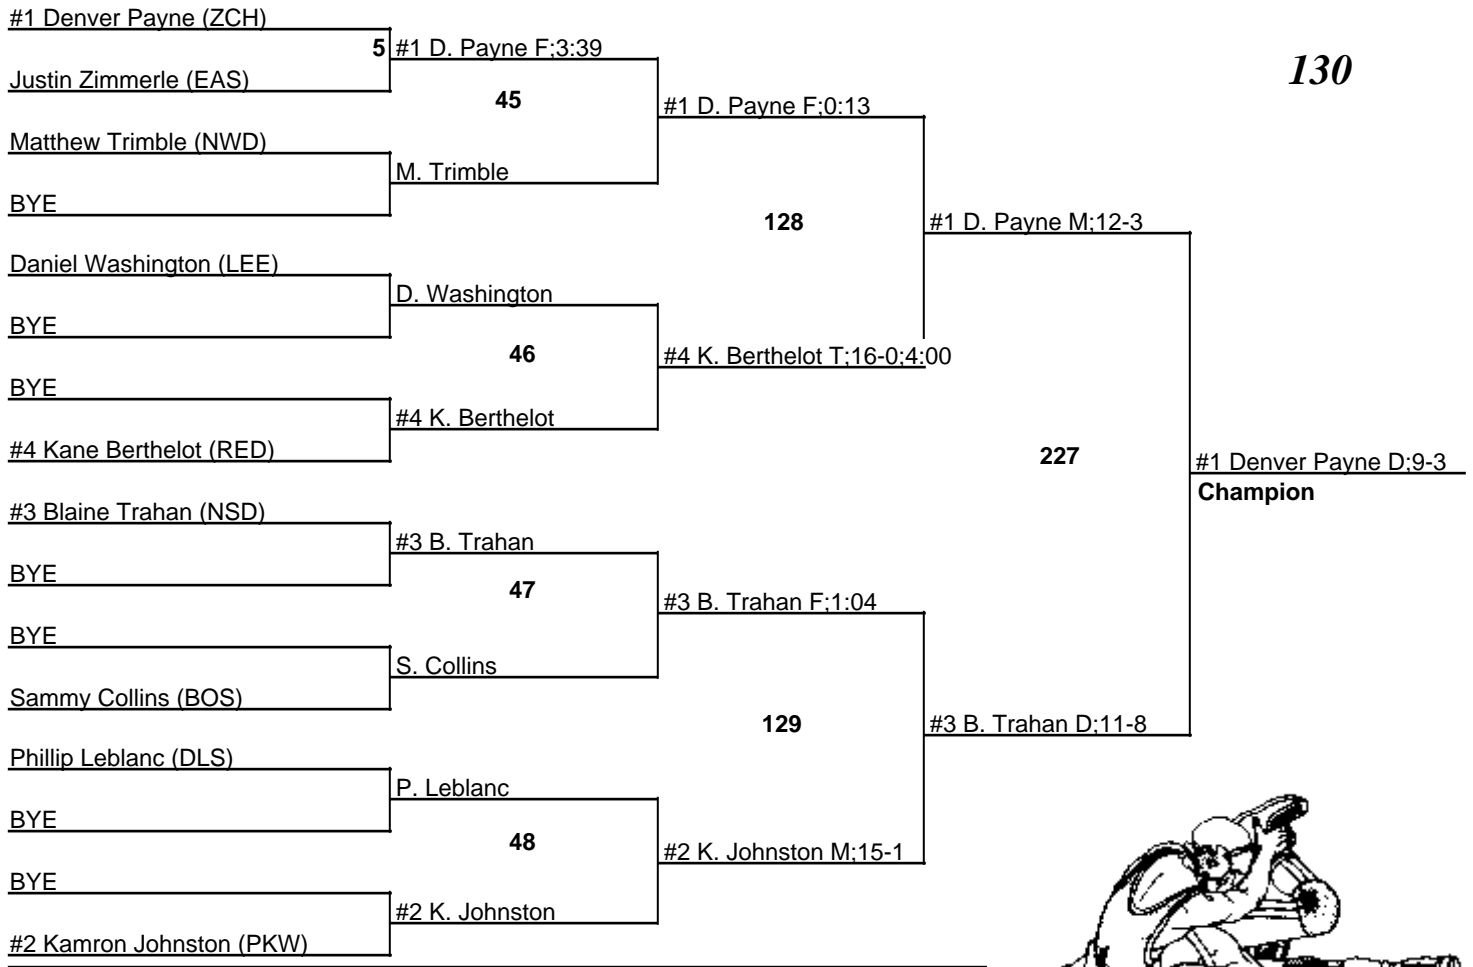 #1 Denver Payne (ZCH)
5 #1 D. Payne F;3:39
130
Justin Zimmerle (EAS)
45
#1 D. Payne F;0:13
Matthew Trimble (NWD)
M. Trimble
BYE
128
#1 D. Payne M;12-3
Daniel Washington (LEE)
D. Washington
BYE
46
#4 K. Berthelot T;16-0;4:00
BYE
#4 K. Berthelot
#4 Kane Berthelot (RED)
227
#1 Denver Payne D;9-3
Champion
#3 Blaine Trahan (NSD)
#3 B. Trahan
BYE
47
#3 B. Trahan F;1:04
BYE
S. Collins
Sammy Collins (BOS)
129
#3 B. Trahan D;11-8
Phillip Leblanc (DLS)
P. Leblanc
BYE
48
#2 K. Johnston M;15-1
BYE
#2 K. Johnston
#2 Kamron Johnston (PKW)